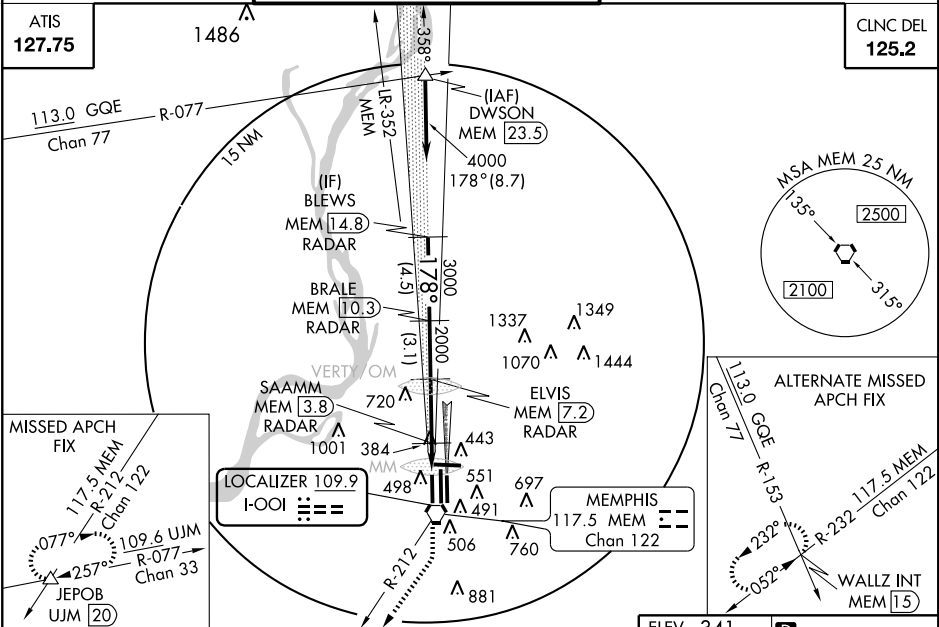 ATIS
127.75
CLNC DEL
125.2
1486
358°
LR-352
MEM
113.0 GQE
Chan 77
R-077
15 NM
(IAF)
DWSON
MEM 23.5
4000
178°(8.7)
(IF)
BLEWS
MEM 14.8
RADAR
178°
3000
(4.5)
BRALE
MEM 10.3
RADAR
2000
(3.1)
VERTY/OM
SAAMM
MEM 3.8
RADAR
720
1001
384
MM
498
ELVIS
MEM 7.2
RADAR
443
551
491
697
506
760
881
1337
1349
1070
1444
MSA MEM 25 NM
135°
2500
2100
315°
LOCALIZER 109.9
I-OOI
MEMPHIS
117.5 MEM
Chan 122
R-212
MISSED APCH
FIX
117.5 MEM
R-212
Chan 122
077°
109.6 UJM
257°
R-077
Chan 33
JEPOB
UJM 20
ALTERNATE MISSED
APCH FIX
113.0 GQE
Chan 77
R-153
117.5 MEM
R-232
Chan 122
232°
052°
WALLZ INT
MEM 15
ELEV 341
D